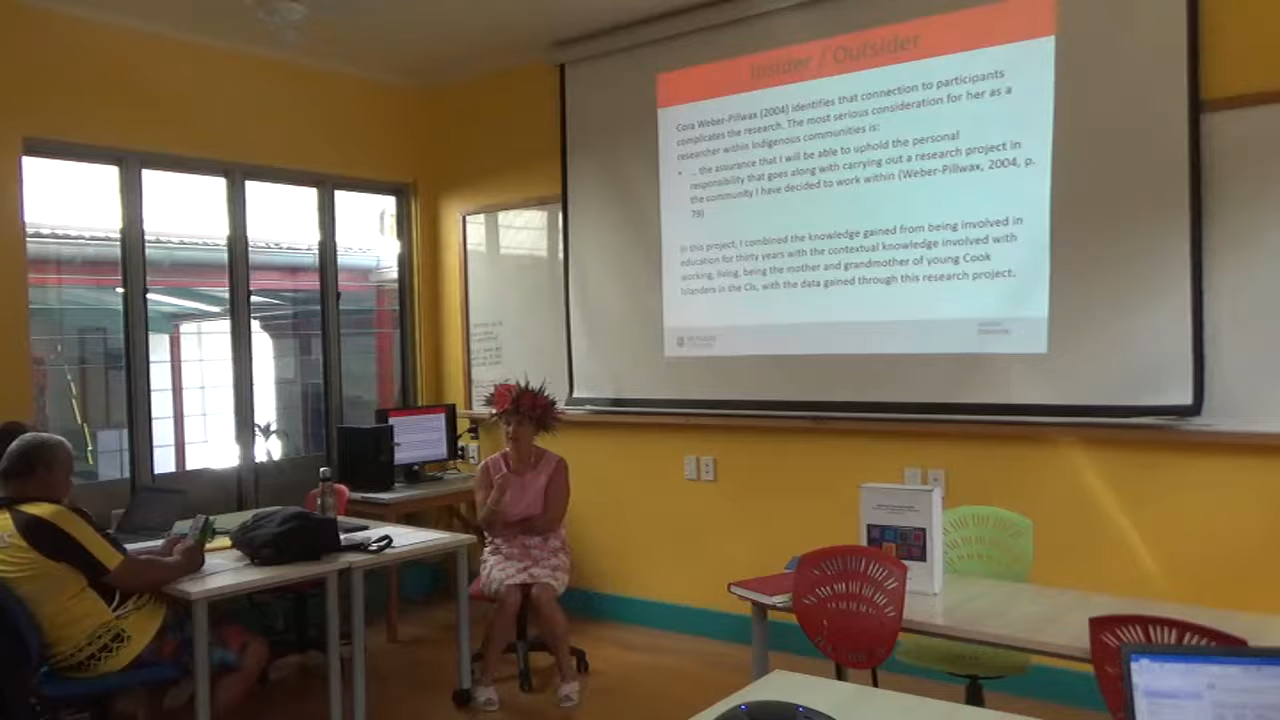 Insider / Outsider
Cora Weber-Pillwax (2004) identifies that connection to participants
complicates the research. The most serious consideration for her as a
researcher within Indigenous communities is:
• ... the assurance that I will be able to uphold the personal
responsibility that goes along with carrying out a research project in
the community I have decided to work within (Weber-Pillwax, 2004, p.
79)
In this project, I combined the knowledge gained from being involved in
education for thirty years with the contextual knowledge involved with
working, living, being the mother and grandmother of young Cook
Islanders in the CIs, with the data gained through this research project.